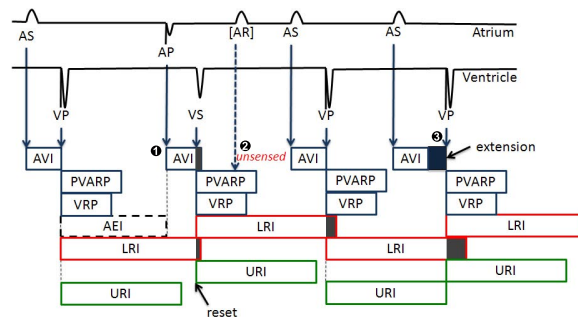 AS
AP
[AR]
AS
AS
Atrium
Ventricle
VP
VS
VP
VP
❶
❷
unsensed
❸
extension
AVI
AVI
AVI
AVI
PVARP
PVARP
PVARP
PVARP
VRP
VRP
VRP
VRP
AEI
LRI
LRI
LRI
LRI
URI
URI
URI
URI
reset